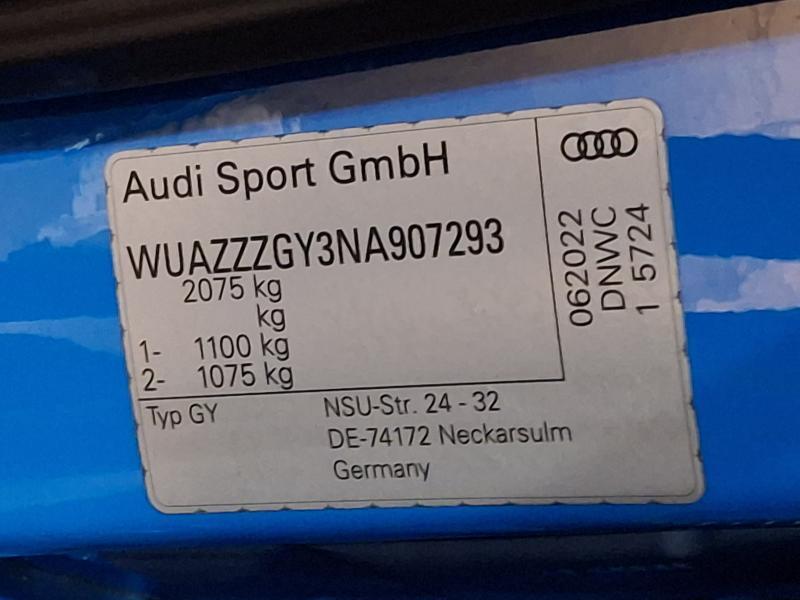 Audi Sport GmbH
WUAZZZGY3NA907293
2075 kg
kg
1- 1100 kg
2- 1075 kg
Typ GY
NSU-Str. 24 - 32
DE-74172 Neckarsulm
Germany
062022
DNWC
1 5724